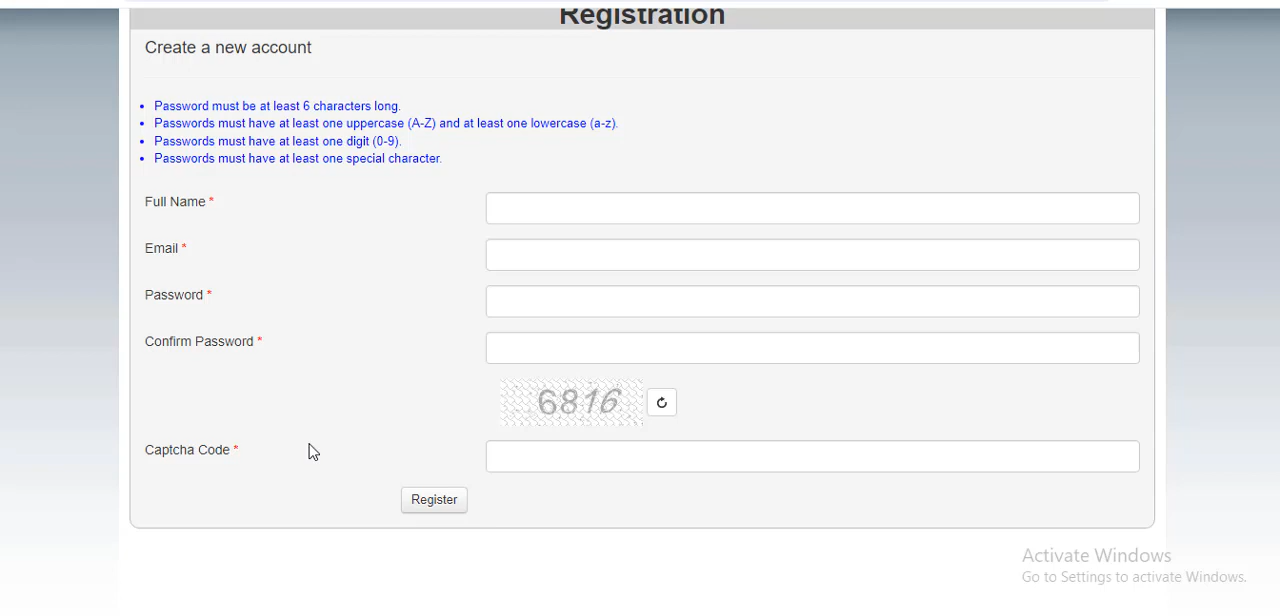 Registration
Create a new account
Password must be at least 6 characters long.
Passwords must have at least one uppercase (A-Z) and at least one lowercase (a-z).
Passwords must have at least one digit (0-9).
Passwords must have at least one special character.
Full Name *
Email *
Password *
Confirm Password *
6816
Captcha Code *
Register
Activate Windows
Go to Settings to activate Windows.